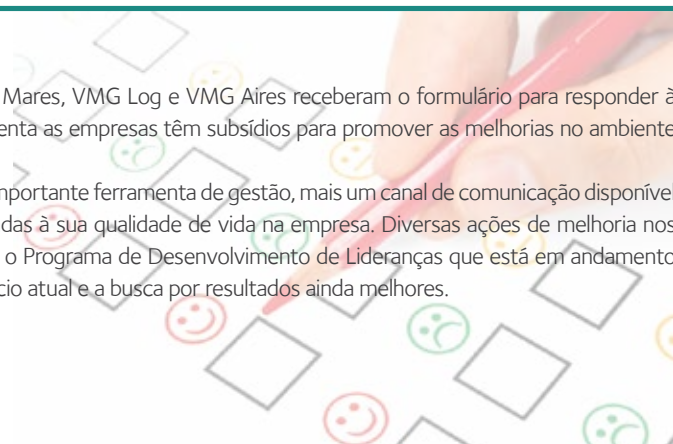 Mares, VMG Log e VMG Aires receberam o formulário para responder à
enta as empresas têm subsídios para promover as melhorias no ambiente
mportante ferramenta de gestão, mais um canal de comunicação disponível
das à sua qualidade de vida na empresa. Diversas ações de melhoria nos
o Programa de Desenvolvimento de Lideranças que está em andamento
cio atual e a busca por resultados ainda melhores.